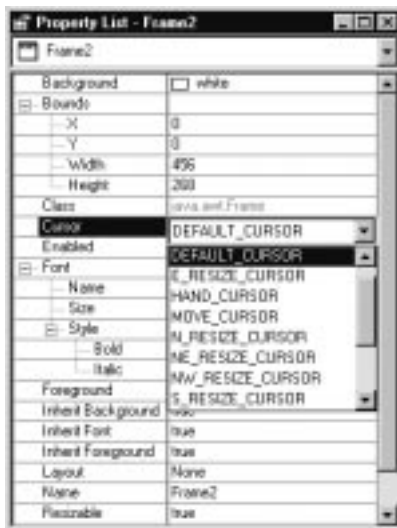 Property List - Frame2
Frame2
Background white
Bounds
X 0
Y 0
Width 496
Height
Class java.awt.Frame
Cursor DEFAULT_CURSOR
Enabled DEFAULT_CURSOR
E_RESIZE_CURSOR
Font
Name HAND_CURSOR
Size MOVE_CURSOR
Style N_RESIZE_CURSOR
Bold NE_RESIZE_CURSOR
Italic NW_RESIZE_CURSOR
Foreground S_RESIZE_CURSOR
Inherit Background
Inherit Font true
Inherit Foreground true
Layout None
Name Frame2
Resizable true